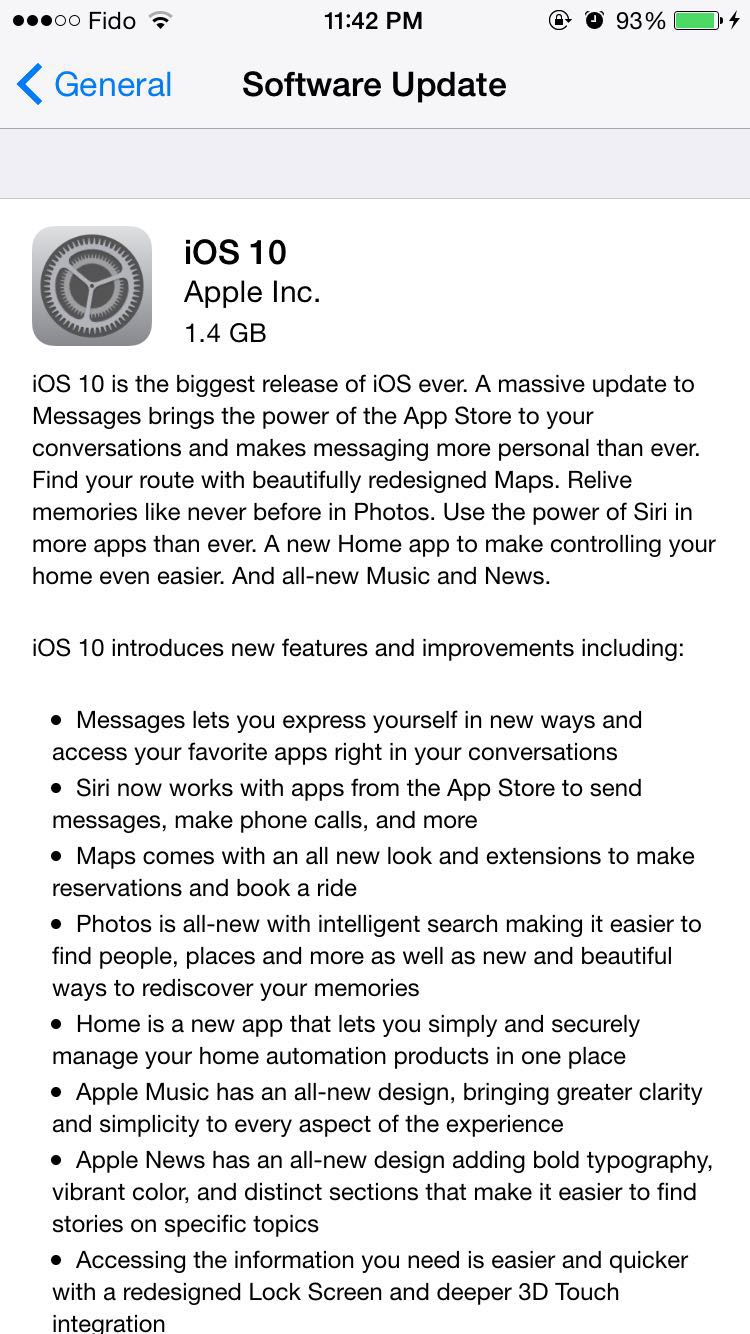 Fido 11:42 PM 93%
General Software Update
iOS 10
Apple Inc.
1.4 GB
iOS 10 is the biggest release of iOS ever. A massive update to
Messages brings the power of the App Store to your
conversations and makes messaging more personal than ever.
Find your route with beautifully redesigned Maps. Relive
memories like never before in Photos. Use the power of Siri in
more apps than ever. A new Home app to make controlling your
home even easier. And all-new Music and News.
iOS 10 introduces new features and improvements including:
• Messages lets you express yourself in new ways and
access your favorite apps right in your conversations
• Siri now works with apps from the App Store to send
messages, make phone calls, and more
• Maps comes with an all new look and extensions to make
reservations and book a ride
• Photos is all-new with intelligent search making it easier to
find people, places and more as well as new and beautiful
ways to rediscover your memories
• Home is a new app that lets you simply and securely
manage your home automation products in one place
• Apple Music has an all-new design, bringing greater clarity
and simplicity to every aspect of the experience
• Apple News has an all-new design adding bold typography,
vibrant color, and distinct sections that make it easier to find
stories on specific topics
• Accessing the information you need is easier and quicker
with a redesigned Lock Screen and deeper 3D Touch
integration